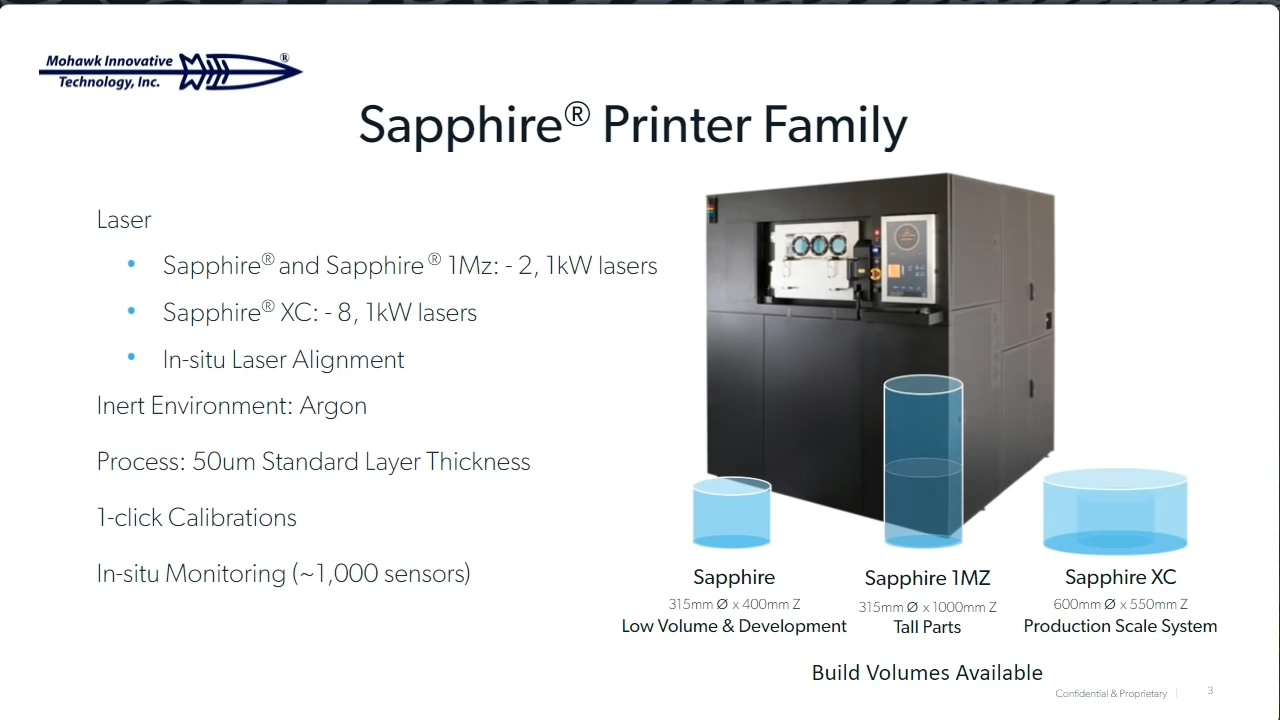 Mohawk Innovative
Technology, Inc. ®
Sapphire® Printer Family
Laser
• Sapphire® and Sapphire® 1Mz: - 2, 1kW lasers
• Sapphire® XC: - 8, 1kW lasers
• In-situ Laser Alignment
Inert Environment: Argon
Process: 50um Standard Layer Thickness
1-click Calibrations
In-situ Monitoring (~1,000 sensors)
Sapphire
315mm Ø x 400mm Z
Low Volume & Development
Sapphire 1MZ
315mm Ø x 1000mm Z
Tall Parts
Sapphire XC
600mm Ø x 550mm Z
Production Scale System
Build Volumes Available
Confidential & Proprietary |
3